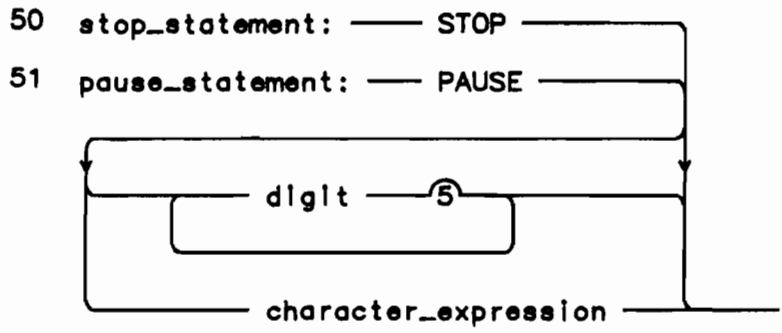 50 stop_statement: STOP
51 pause_statement: PAUSE
digit 5
character_expression